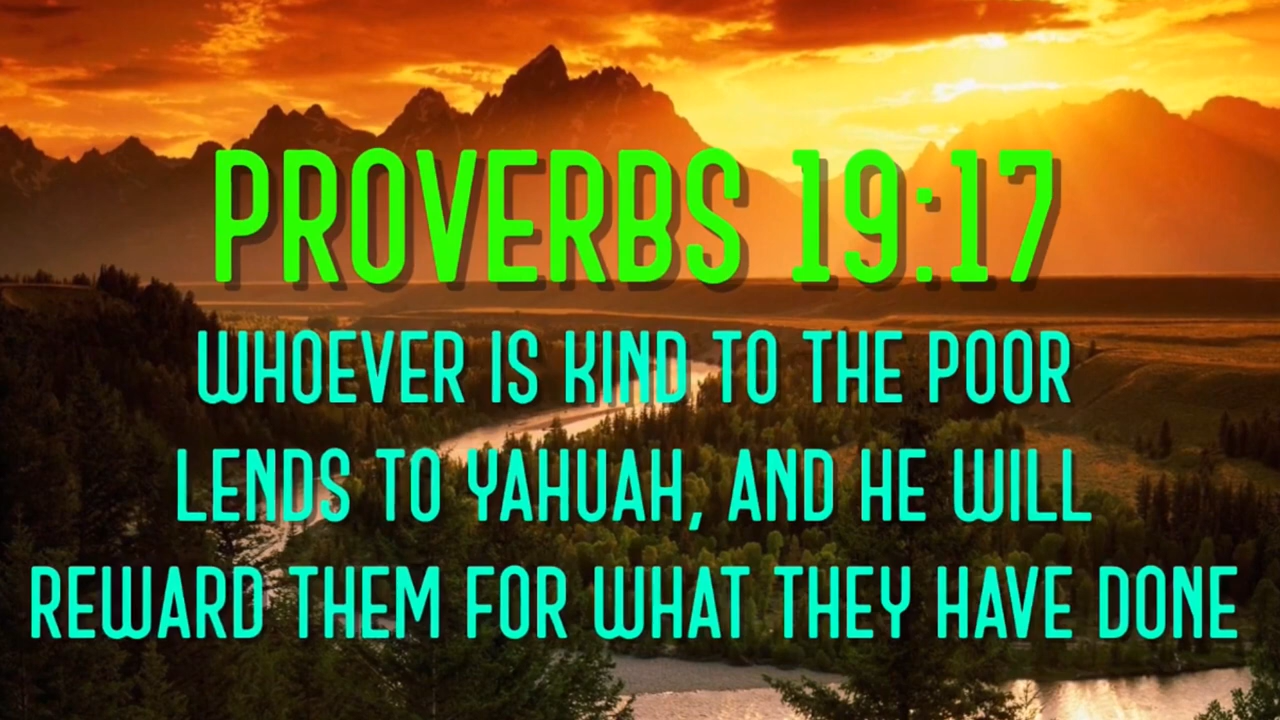 PROVERBS 19:17
WHOEVER IS KIND TO THE POOR
LENDS TO YAHUAH, AND HE WILL
REWARD THEM FOR WHAT THEY HAVE DONE